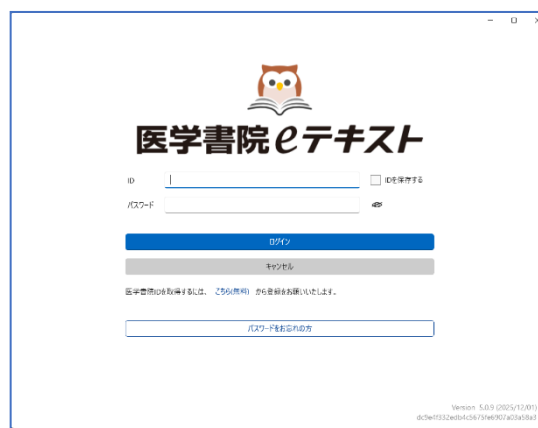 医学書院eテキスト
ID
IDを保存する
パスワード
ログイン
キャンセル
医学書院IDを取得するには、 こちら(無料) から登録をお願いいたします。
パスワードをお忘れの方
Version 5.0.9 (2025/12/01)